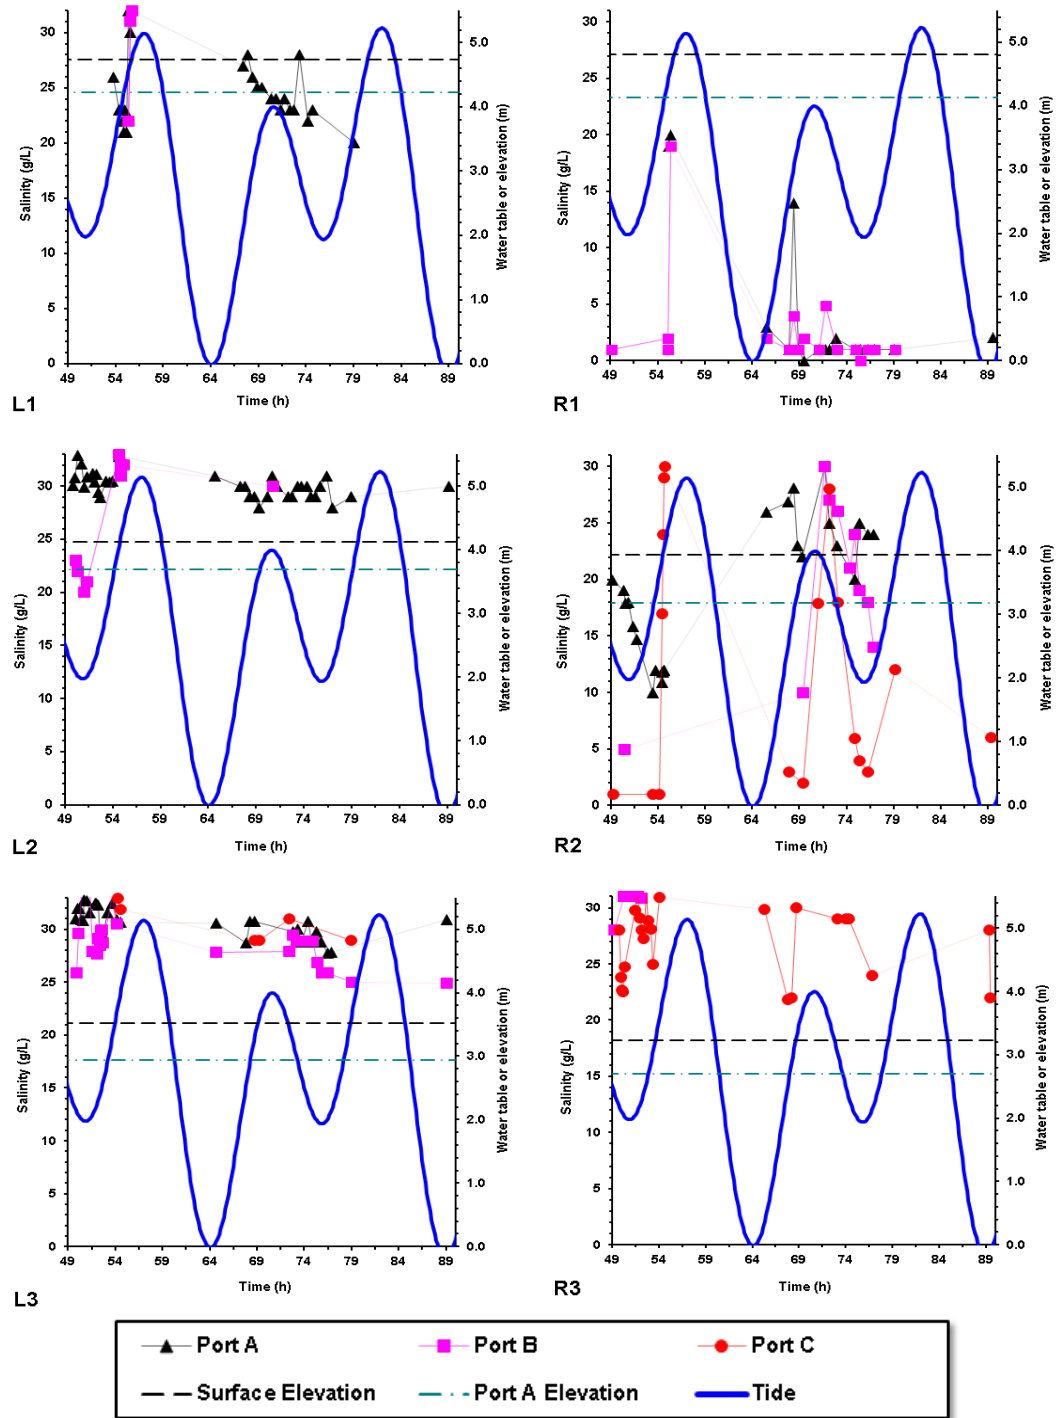 30
25
20
15
10
5
0
Salinity (g/L)
5.0
4.0
3.0
2.0
1.0
0.0
Water table or elevation (m)
49 54 59 64 69 74 79 84 89
Time (h)
L1
30
25
20
15
10
5
0
Salinity (g/L)
5.0
4.0
3.0
2.0
1.0
0.0
Water table or elevation (m)
49 54 59 64 69 74 79 84 89
Time (h)
R1
30
25
20
15
10
5
0
Salinity (g/L)
5.0
4.0
3.0
2.0
1.0
0.0
Water table or elevation (m)
49 54 59 64 69 74 79 84 89
Time (h)
L2
30
25
20
15
10
5
0
Salinity (g/L)
5.0
4.0
3.0
2.0
1.0
0.0
Water table or elevation (m)
49 54 59 64 69 74 79 84 89
Time (h)
R2
30
25
20
15
10
5
0
Salinity (g/L)
5.0
4.0
3.0
2.0
1.0
0.0
Water table or elevation (m)
49 54 59 64 69 74 79 84 89
Time (h)
L3
30
25
20
15
10
5
0
Salinity (g/L)
5.0
4.0
3.0
2.0
1.0
0.0
Water table or elevation (m)
49 54 59 64 69 74 79 84 89
Time (h)
R3
Port A Port B Port C
Surface Elevation Port A Elevation Tide